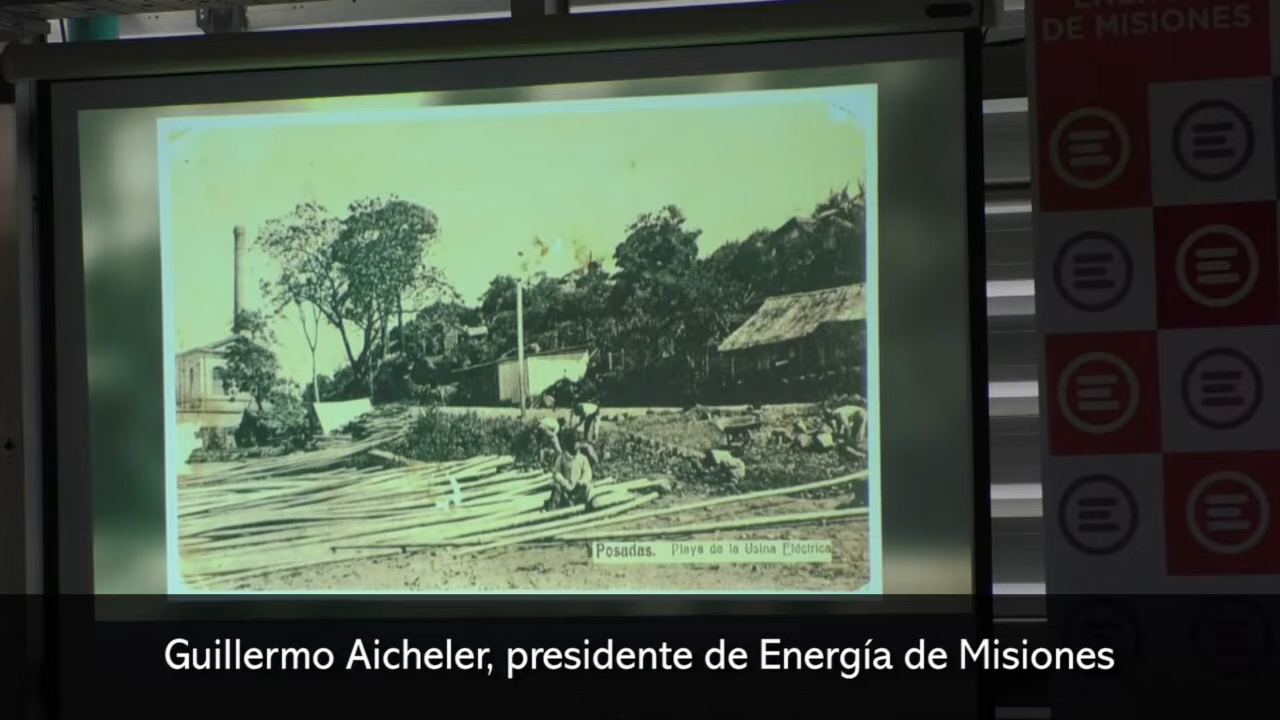 DE MISIONES
Posadas. Playa de la Usina Eléctrica
Guillermo Aicheler, presidente de Energía de Misiones